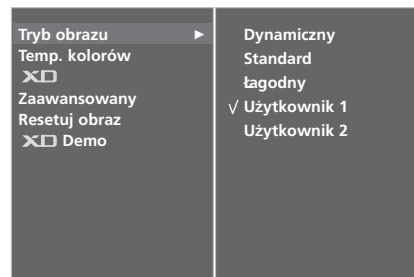 Tryb obrazu ►
Temp. kolorów
XD
Zaawansowany
Resetuj obraz
XD Demo
Dynamiczny
Standard
Łagodny
√ Użytkownik 1
Użytkownik 2